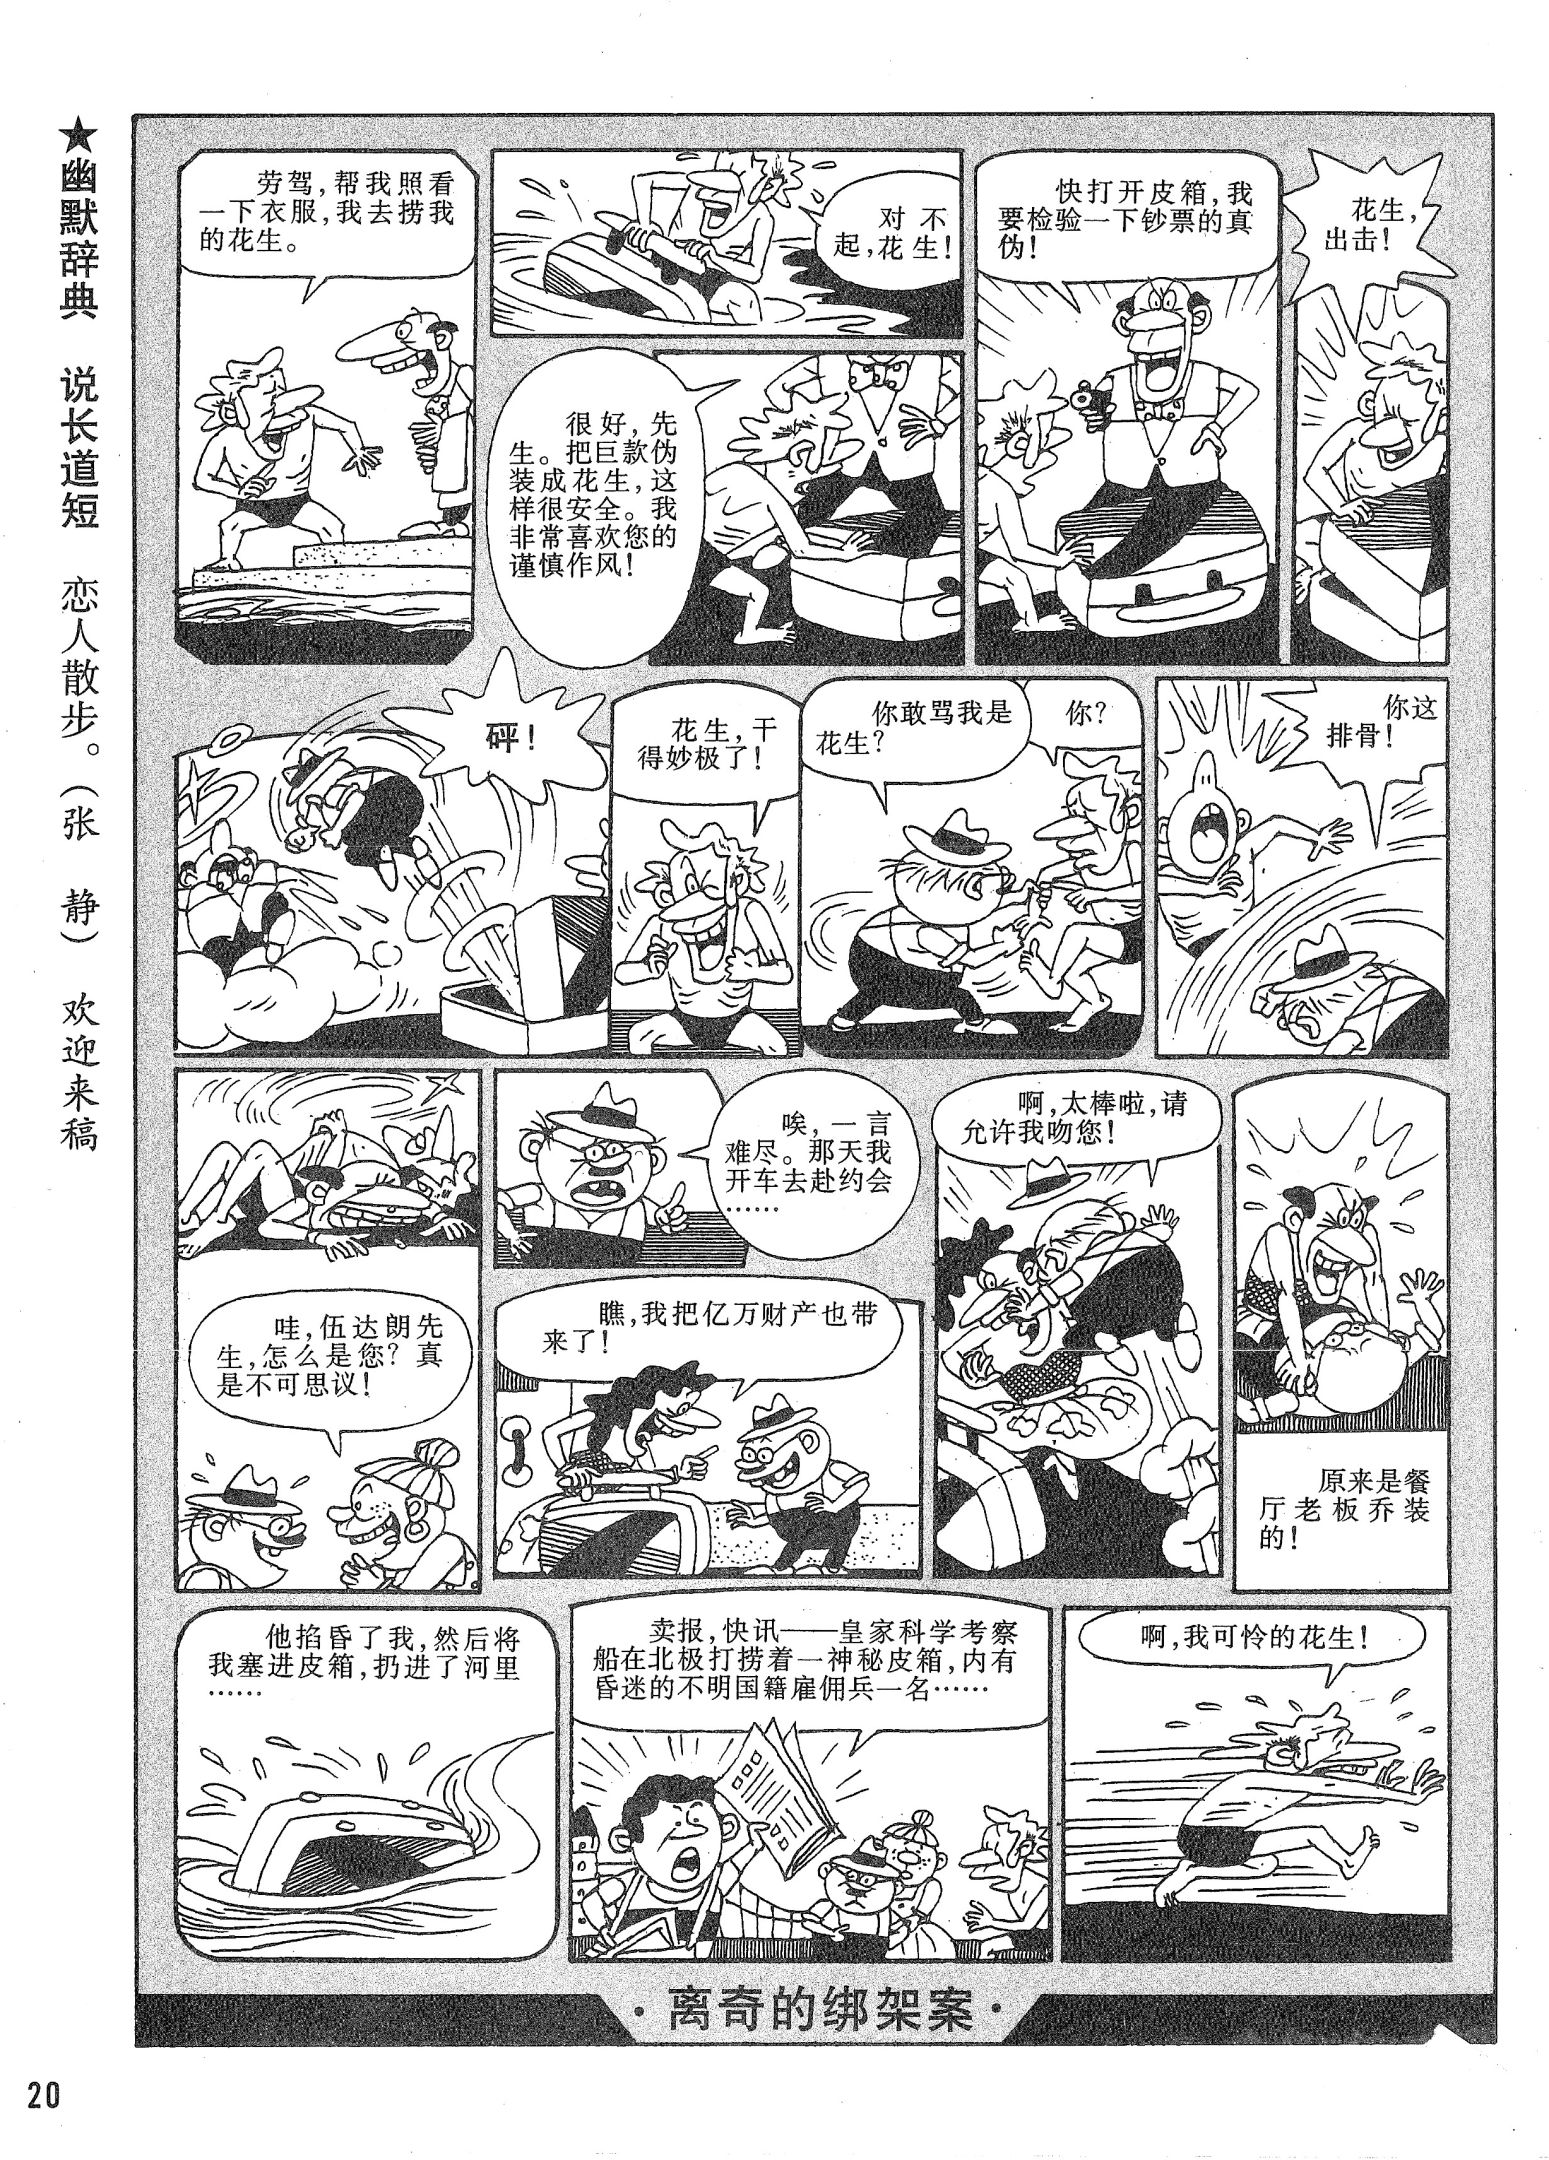 ★幽默辞典 说长道短 恋人散步。(张 静) 欢迎来稿
劳驾,帮我照看
一下衣服,我去捞我
的花生。
对不
起,花生!
很好,先
生。把巨款伪
装成花生,这
样很安全。我
非常喜欢您的
谨慎作风!
快打开皮箱,我
要检验一下钞票的真
伪!
花生,
出击!
砰!
花生,干
得妙极了!
你敢骂我是
花生?
你?
你这
排骨!
哇,伍达朗先
生,怎么是您?真
是不可思议!
唉,一言
难尽。那天我
开车去赴约会
……
瞧,我把亿万财产也带
来了!
啊,太棒啦,请
允许我吻您!
原来是餐
厅老板乔装
的!
他掐昏了我,然后将
我塞进皮箱,扔进了河里
……
卖报,快讯——皇家科学考察
船在北极打捞着一神秘皮箱,内有
昏迷的不明国籍雇佣兵一名……
啊,我可怜的花生!
·离奇的绑架案·
20